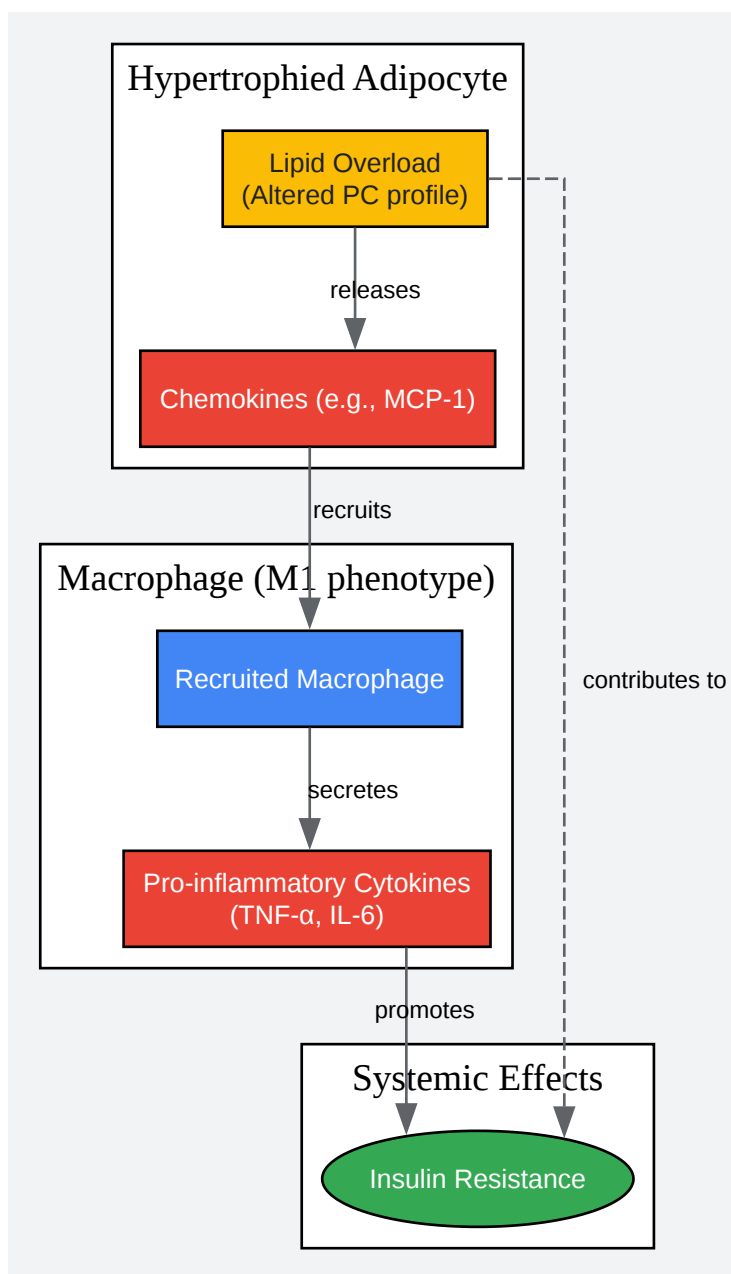 Hypertrophied Adipocyte
Lipid Overload
(Altered PC profile)
releases
Chemokines (e.g., MCP-1)
recruits
Macrophage (M1 phenotype)
Recruited Macrophage
contributes to
secretes
Pro-inflammatory Cytokines
(TNF-α, IL-6)
promotes
Systemic Effects
Insulin Resistance